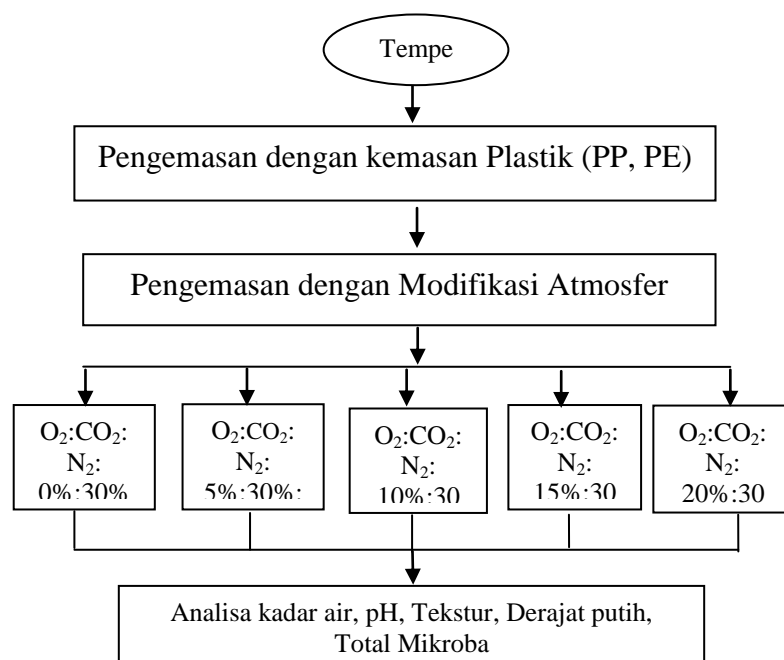 Tempe
Pengemasan dengan kemasan Plastik (PP, PE)
Pengemasan dengan Modifikasi Atmosfer
O₂:CO₂:
N₂:
0%:30%
O₂:CO₂:
N₂:
5%:30%:
O₂:CO₂:
N₂:
10%:30
O₂:CO₂:
N₂:
15%:30
O₂:CO₂:
N₂:
20%:30
Analisa kadar air, pH, Tekstur, Derajat putih,
Total Mikroba